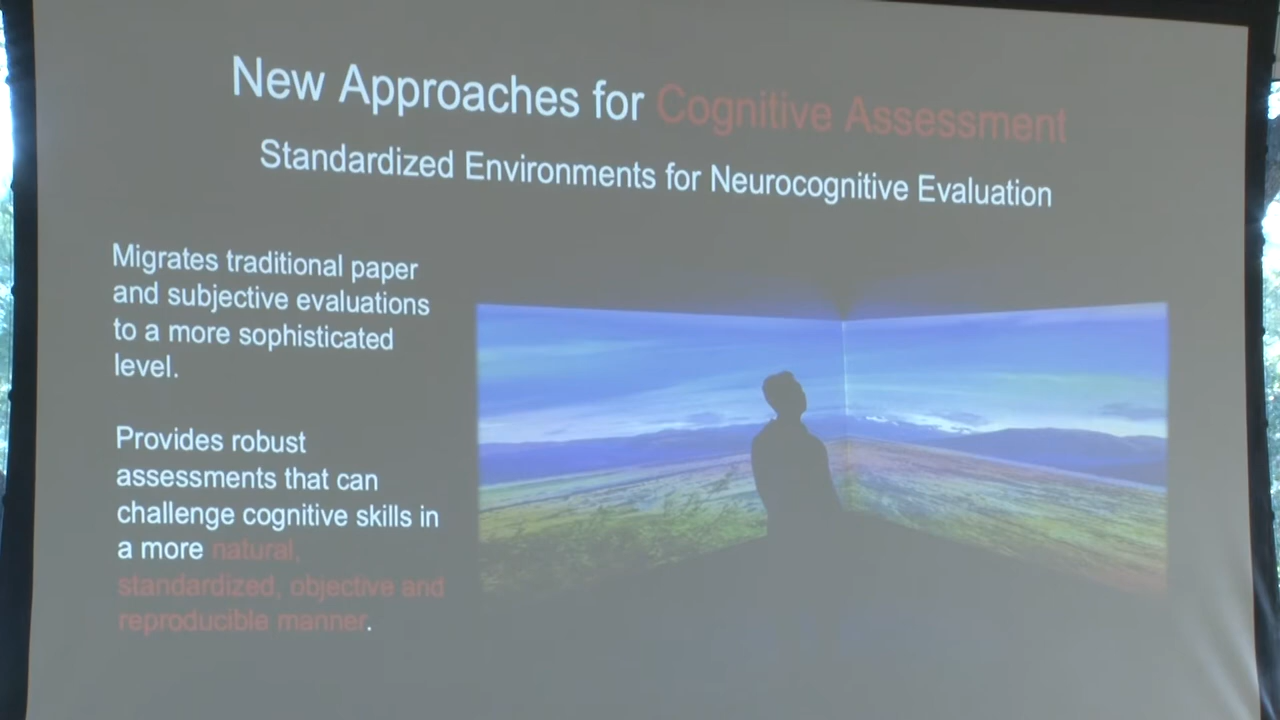 New Approaches for Cognitive Assessment
Standardized Environments for Neurocognitive Evaluation
Migrates traditional paper
and subjective evaluations
to a more sophisticated
level.
Provides robust
assessments that can
challenge cognitive skills in
a more natural,
standardized, objective and
reproducible manner.